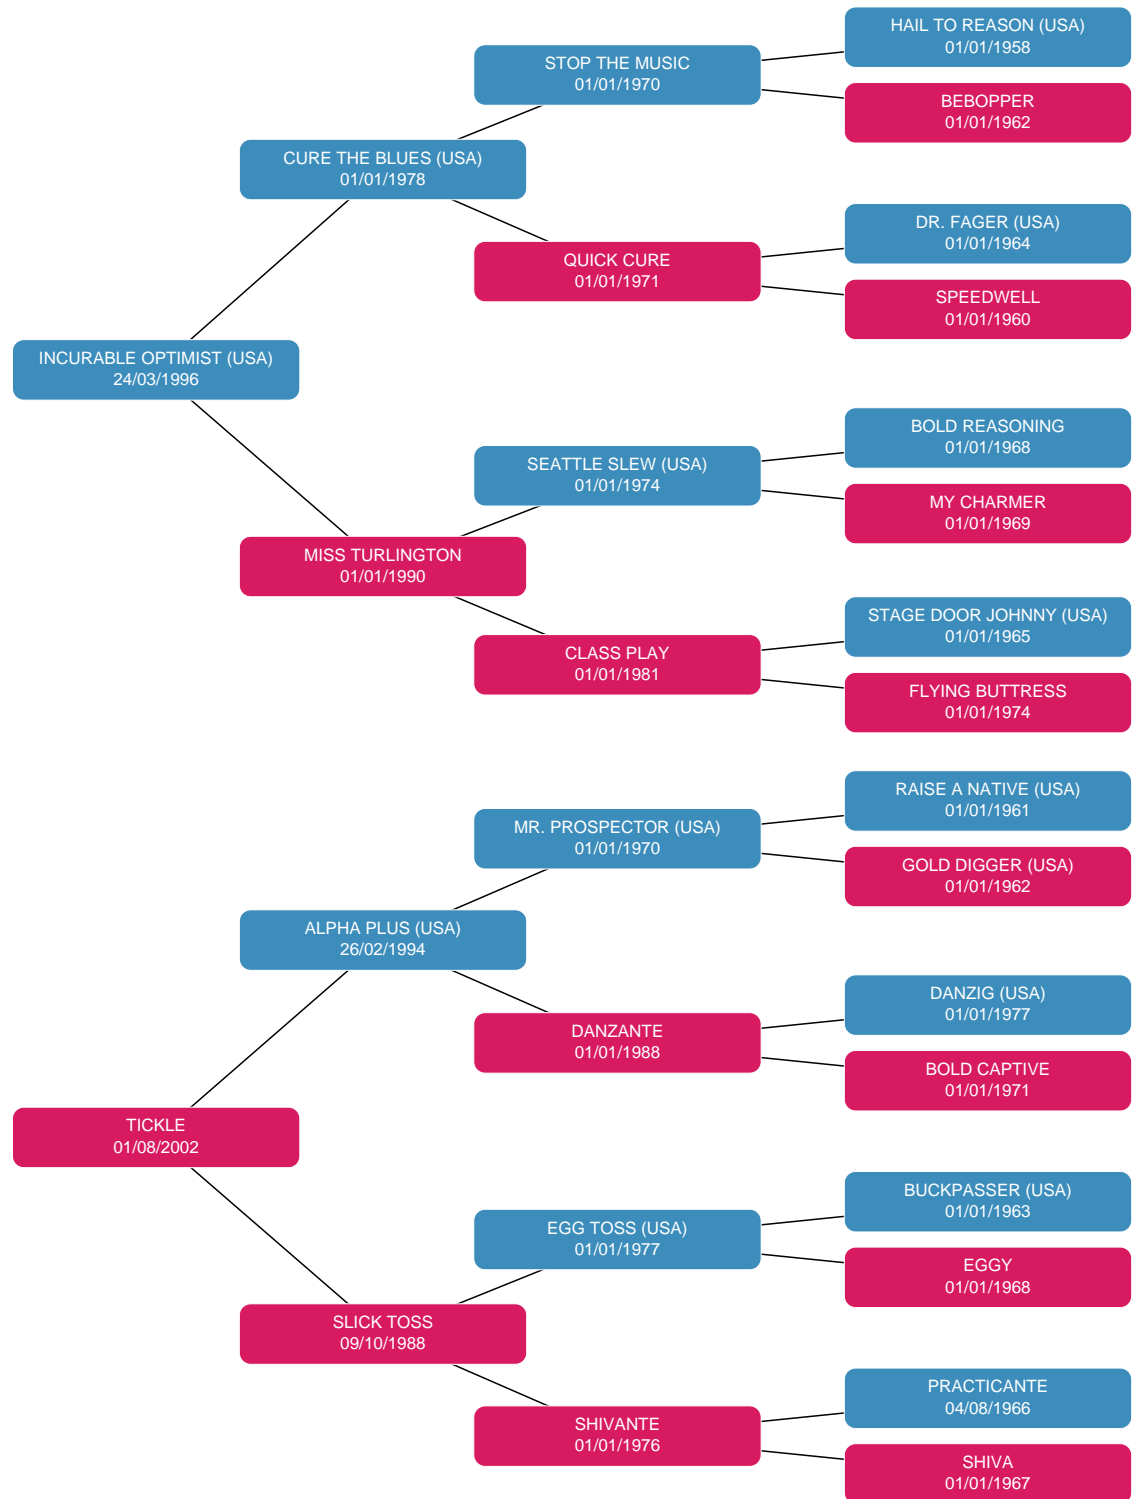 HAIL TO REASON (USA)
01/01/1958
STOP THE MUSIC
01/01/1970
BEBOPPER
01/01/1962
CURE THE BLUES (USA)
01/01/1978
DR. FAGER (USA)
01/01/1964
QUICK CURE
01/01/1971
SPEEDWELL
01/01/1960
INCURABLE OPTIMIST (USA)
24/03/1996
BOLD REASONING
01/01/1968
SEATTLE SLEW (USA)
01/01/1974
MY CHARMER
01/01/1969
MISS TURLINGTON
01/01/1990
STAGE DOOR JOHNNY (USA)
01/01/1965
CLASS PLAY
01/01/1981
FLYING BUTTRESS
01/01/1974
RAISE A NATIVE (USA)
01/01/1961
MR. PROSPECTOR (USA)
01/01/1970
GOLD DIGGER (USA)
01/01/1962
ALPHA PLUS (USA)
26/02/1994
DANZIG (USA)
01/01/1977
DANZANTE
01/01/1988
BOLD CAPTIVE
01/01/1971
TICKLE
01/08/2002
BUCKPASSER (USA)
01/01/1963
EGG TOSS (USA)
01/01/1977
EGGY
01/01/1968
SLICK TOSS
09/10/1988
PRACTICANTE
04/08/1966
SHIVANTE
01/01/1976
SHIVA
01/01/1967